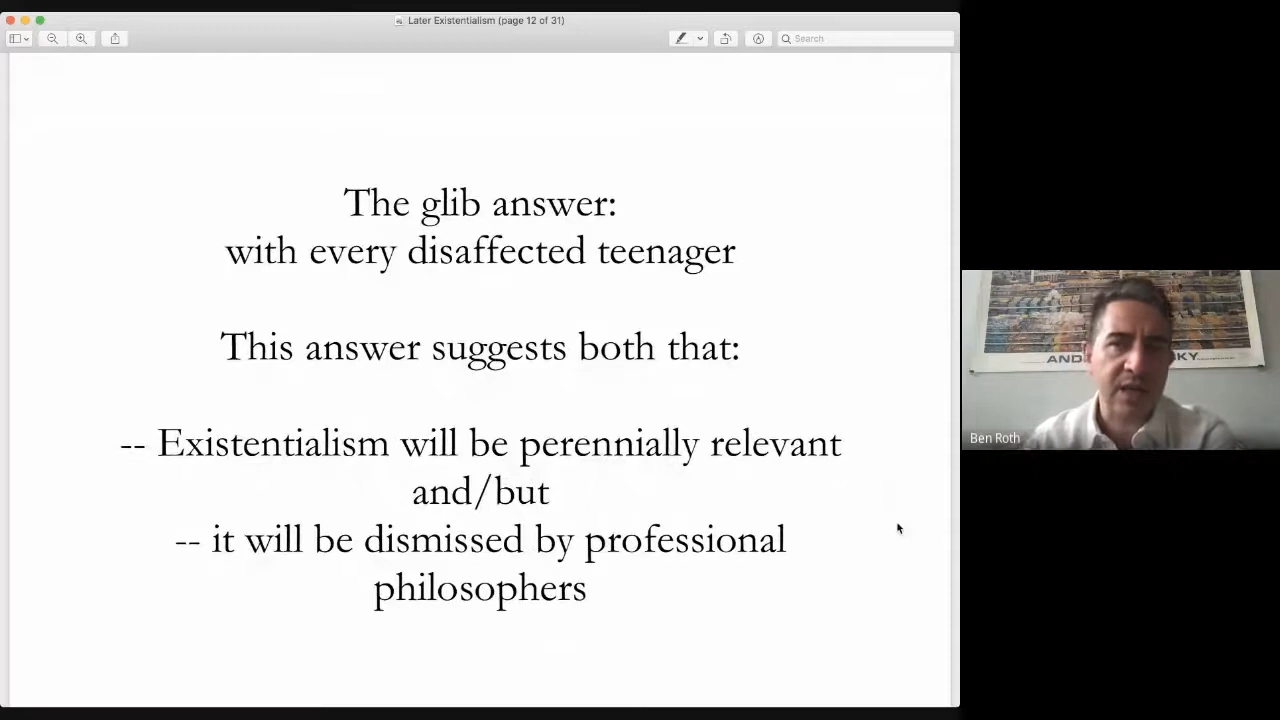 Later Existentialism (page 12 of 31)
Search
The glib answer:
with every disaffected teenager
This answer suggests both that:
-- Existentialism will be perennially relevant
and/but
-- it will be dismissed by professional
philosophers
Ben Roth